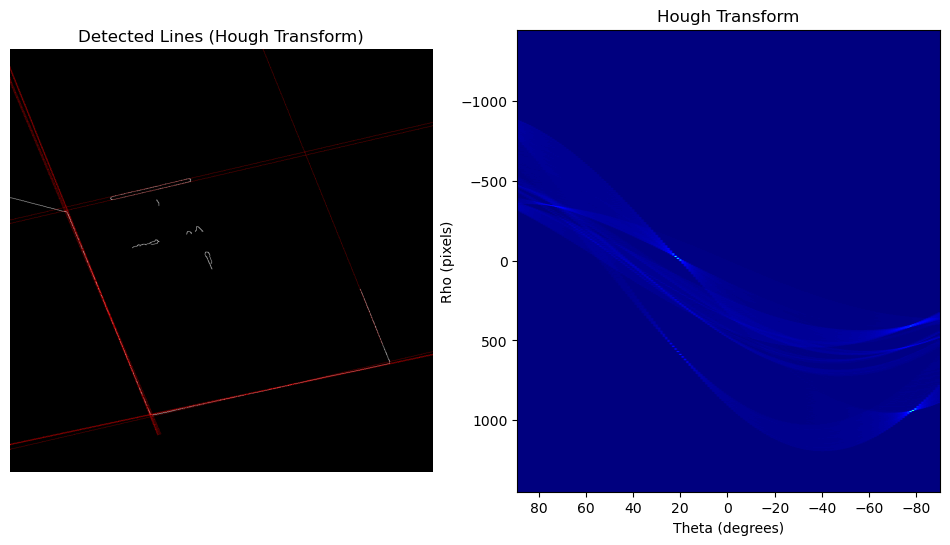 Detected Lines (Hough Transform)
Hough Transform
−1000
−500
0
500
1000
Rho (pixels)
80 60 40 20 0 −20 −40 −60 −80
Theta (degrees)